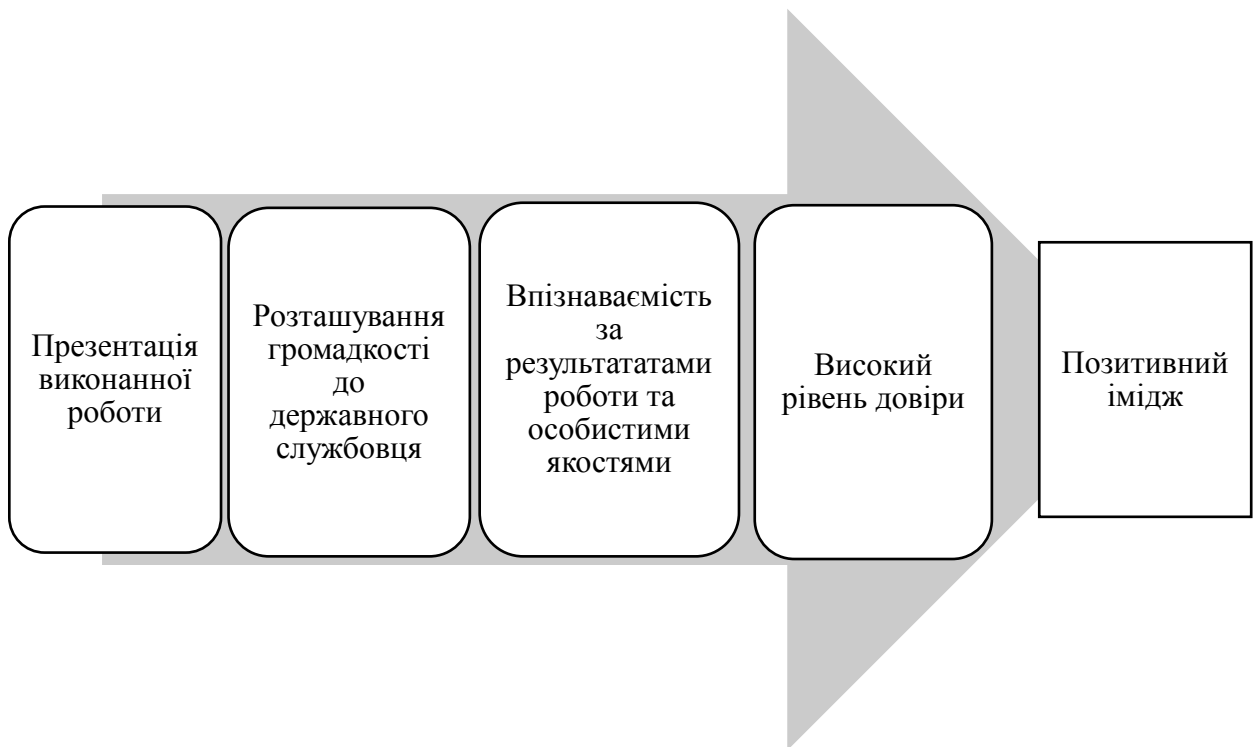 Презентація
виконанної
роботи
Розташування
громадкості
до
державного
службовця
Впізнаваємість
за
результататами
роботи та
особистими
якостями
Високий
рівень довіри
Позитивний
імідж